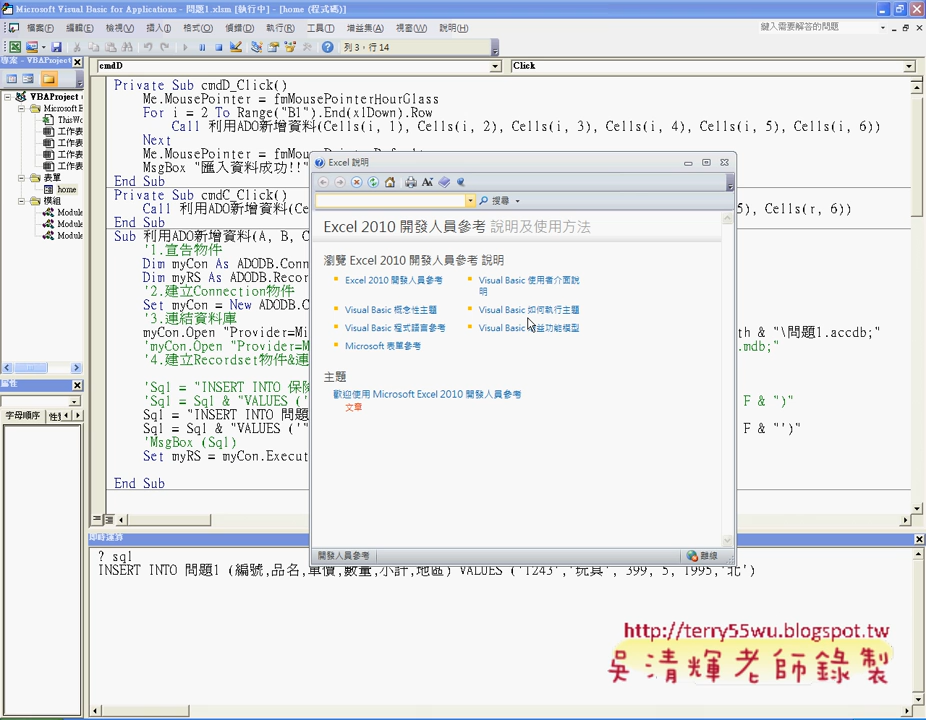 Microsoft Visual Basic for Applications - 問題1.xlsm [執行中] - [home (程式碼)]
檔案(F) 編輯(E) 檢視(V) 插入(I) 格式(O) 偵錯(D) 執行(R) 工具(T) 增益集(A) 視窗(W) 說明(H) 鍵入需要解答的問題
列 3，行 14
專案 - VBAProject
cmdD Click
VBAProject
Microsoft E
ThisWo
工作表
工作表
工作表
工作表
表單
home
模組
Module
Module
Module
Private Sub cmdD_Click()
Me.MousePointer = fmMousePointerHourGlass
For i = 2 To Range("B1").End(xlDown).Row
Call 利用ADO新增資料(Cells(i, 1), Cells(i, 2), Cells(i, 3), Cells(i, 4), Cells(i, 5), Cells(i, 6))
Next
Me.MousePointer = fmMou
MsgBox "匯入資料成功!!"
End Sub
Private Sub cmdC_Click()
Call 利用ADO新增資料(Ce 5), Cells(r, 6))
End Sub
Sub 利用ADO新增資料(A, B, C
'1.宣告物件
Dim myCon As ADODB.Conn
Dim myRS As ADODB.Recor
'2.建立Connection物件
Set myCon = New ADODB.C
'3.連結資料庫
myCon.Open "Provider=Mi th & "\問題1.accdb;"
'myCon.Open "Provider=M .mdb;"
'4.建立Recordset物件&連
'Sql = "INSERT INTO 保險
'Sql = Sql & "VALUES (' F & ")"
Sql = "INSERT INTO 問題
Sql = Sql & "VALUES ('" F & "')"
'MsgBox (Sql)
Set myRS = myCon.Execut
End Sub
Excel 說明
搜尋
Excel 2010 開發人員參考 說明及使用方法
瀏覽 Excel 2010 開發人員參考 說明
Excel 2010 開發人員參考
Visual Basic 使用者介面說明
Visual Basic 概念性主題
Visual Basic 如何執行主題
Visual Basic 程式語言參考
Visual Basic 益功能模型
Microsoft 表單參考
主題
歡迎使用 Microsoft Excel 2010 開發人員參考
文章
開發人員參考 離線
屬性
字母順序
即時運算
? sql
INSERT INTO 問題1 (編號,品名,單價,數量,小計,地區) VALUES ('1243','玩具', 399, 5, 1995,'北')
http://terry55wu.blogspot.tw
吳清輝老師錄製